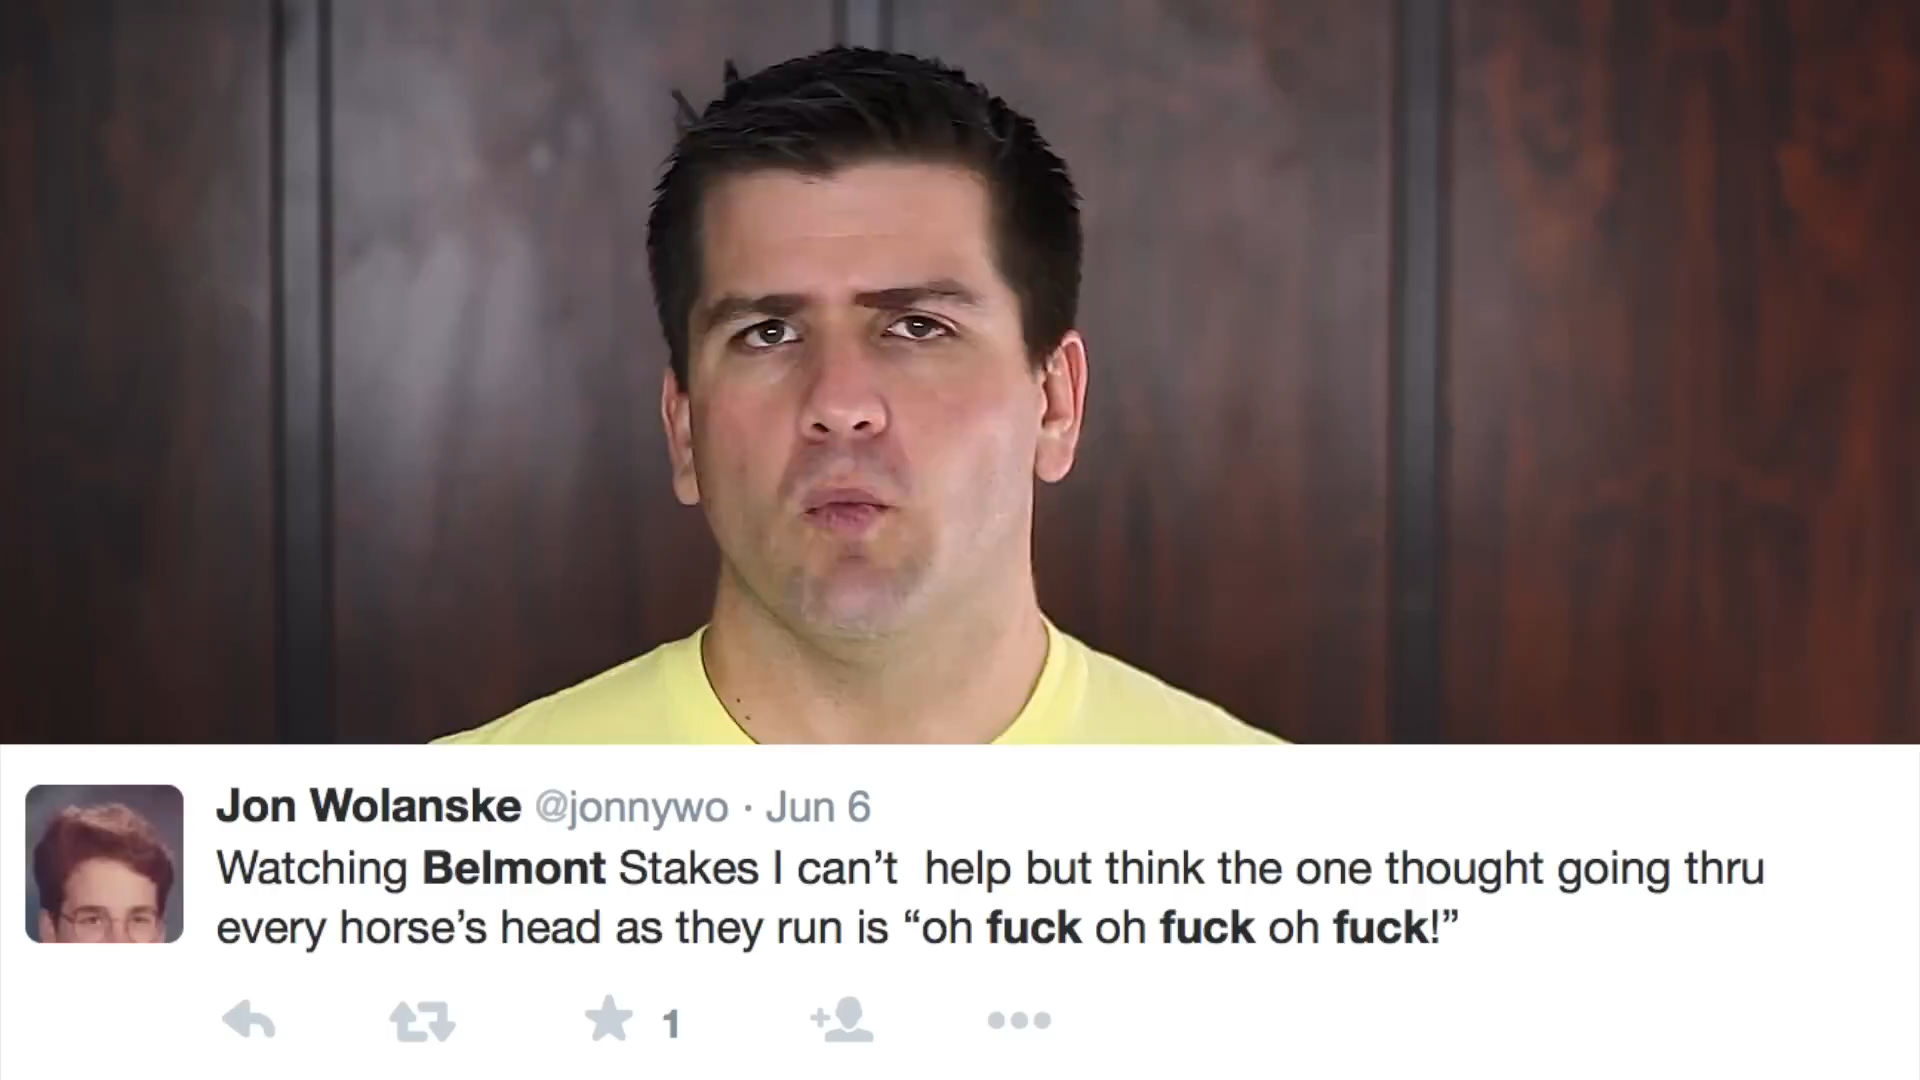 Jon Wolanske @jonnywo · Jun 6
Watching Belmont Stakes I can’t  help but think the one thought going thru
every horse’s head as they run is “oh fuck oh fuck oh fuck!”
1